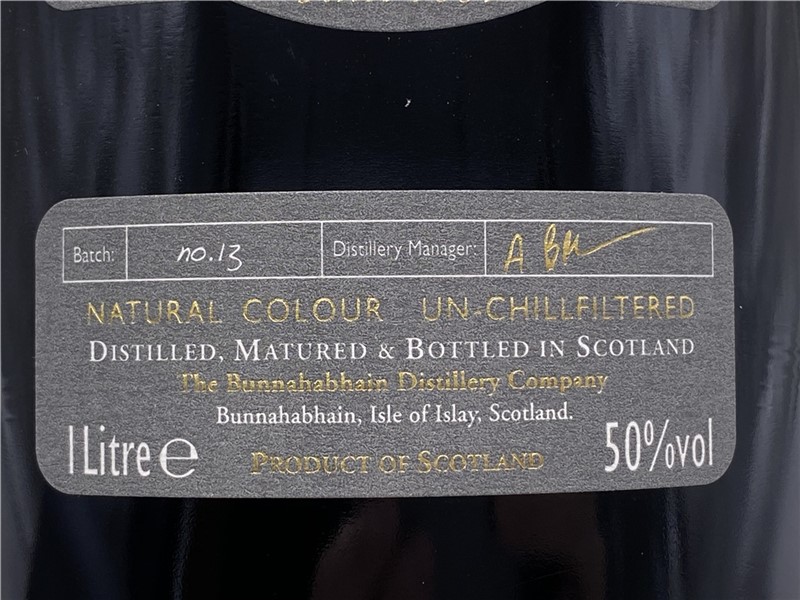 Batch: no.13 Distillery Manager: A B
NATURAL COLOUR UN-CHILLFILTERED
DISTILLED, MATURED & BOTTLED IN SCOTLAND
The Bunnahabhain Distillery Company
Bunnahabhain, Isle of Islay, Scotland.
1 Litre e
PRODUCT OF SCOTLAND
50%vol